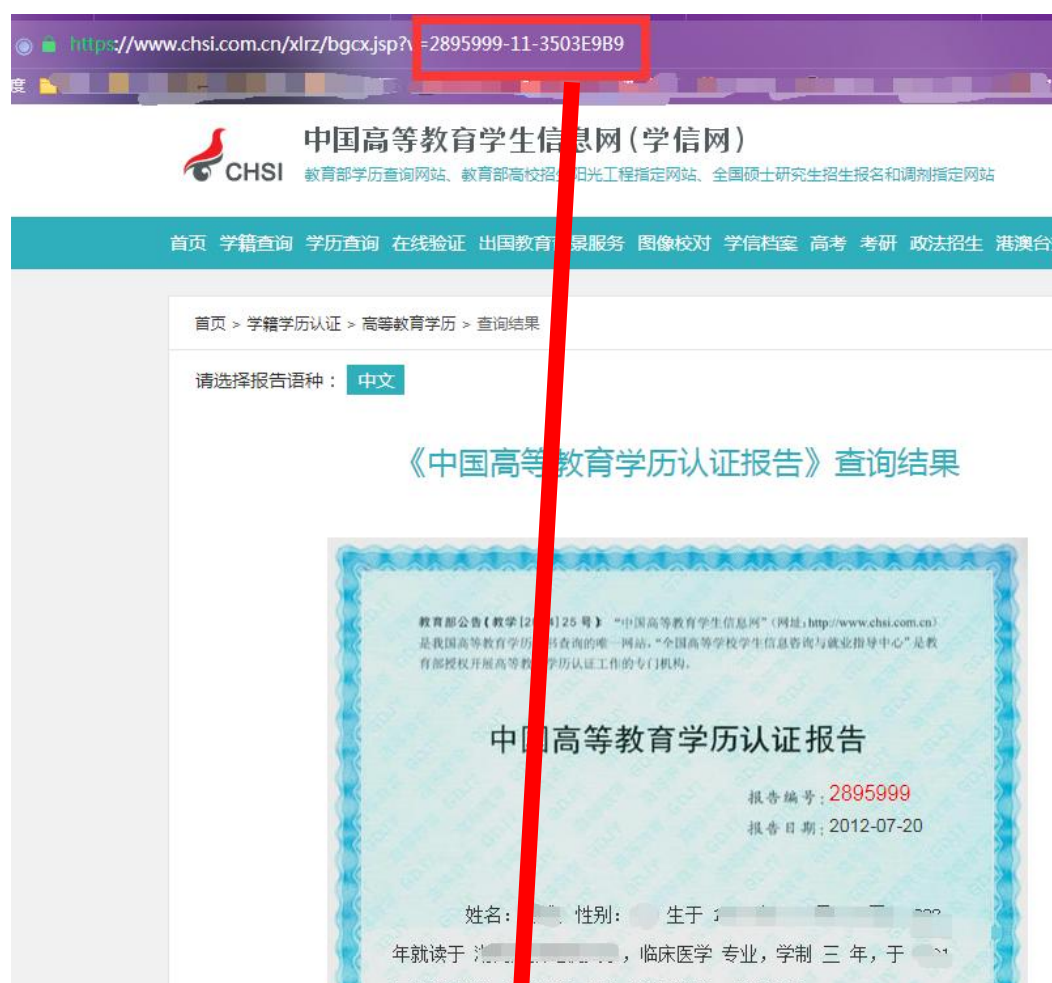 https://www.chsi.com.cn/xlrz/bgcx.jsp?v=2895999-11-3503E9B9
度
CHSI
中国高等教育学生信息网(学信网)
教育部学历查询网站、教育部高校招生阳光工程指定网站、全国硕士研究生招生报名和调剂指定网站
首页 学籍查询 学历查询 在线验证 出国教育背景服务 图像校对 学信档案 高考 考研 政法招生 港澳台
首页 > 学籍学历认证 > 高等教育学历 > 查询结果
请选择报告语种： 中文
《中国高等教育学历认证报告》查询结果
教育部公告(教学[2 4]25号) “中国高等教育学生信息网”(网址:http://www.chsi.com.cn)
是我国高等教育学历 书查询的唯一网站,“全国高等学校学生信息咨询与就业指导中心”是教
育部授权开展高等教 学历认证工作的专门机构。
中国高等教育学历认证报告
报告编号:2895999
报告日期:2012-07-20
姓名： 性别： 生于
年就读于 ，临床医学 专业，学制 三 年，于